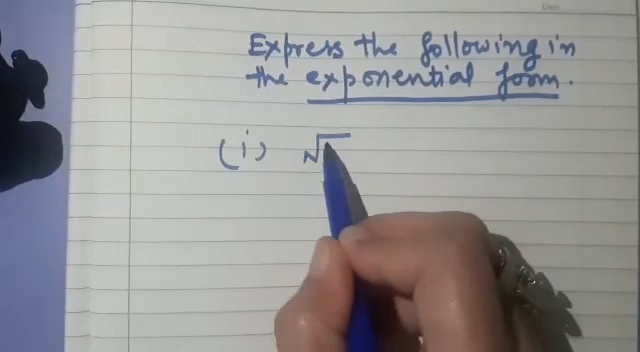 Express the following in
the exponential form.
(i) √